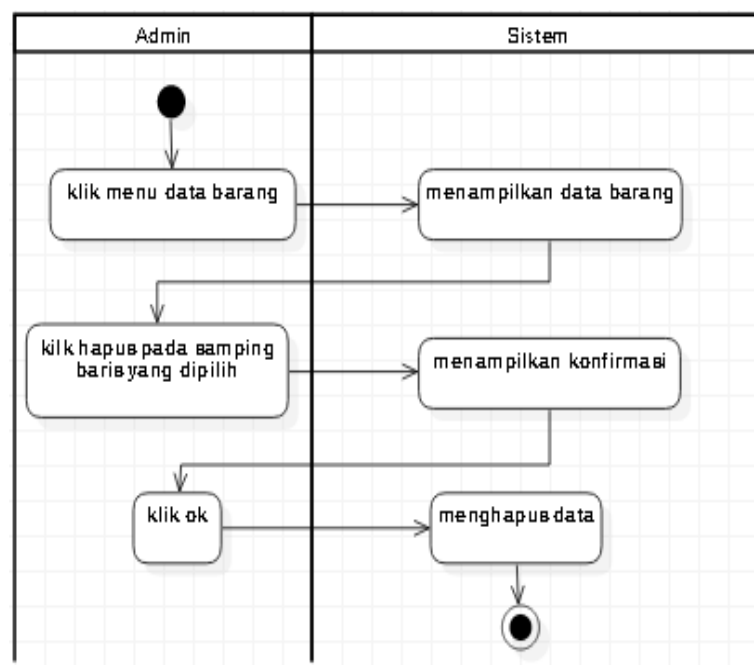 Admin
Sistem
klik menu data barang
menampilkan data barang
kilk hapus pada samping
baris yang dipilih
menampilkan konfirmasi
klik ok
menghapus data